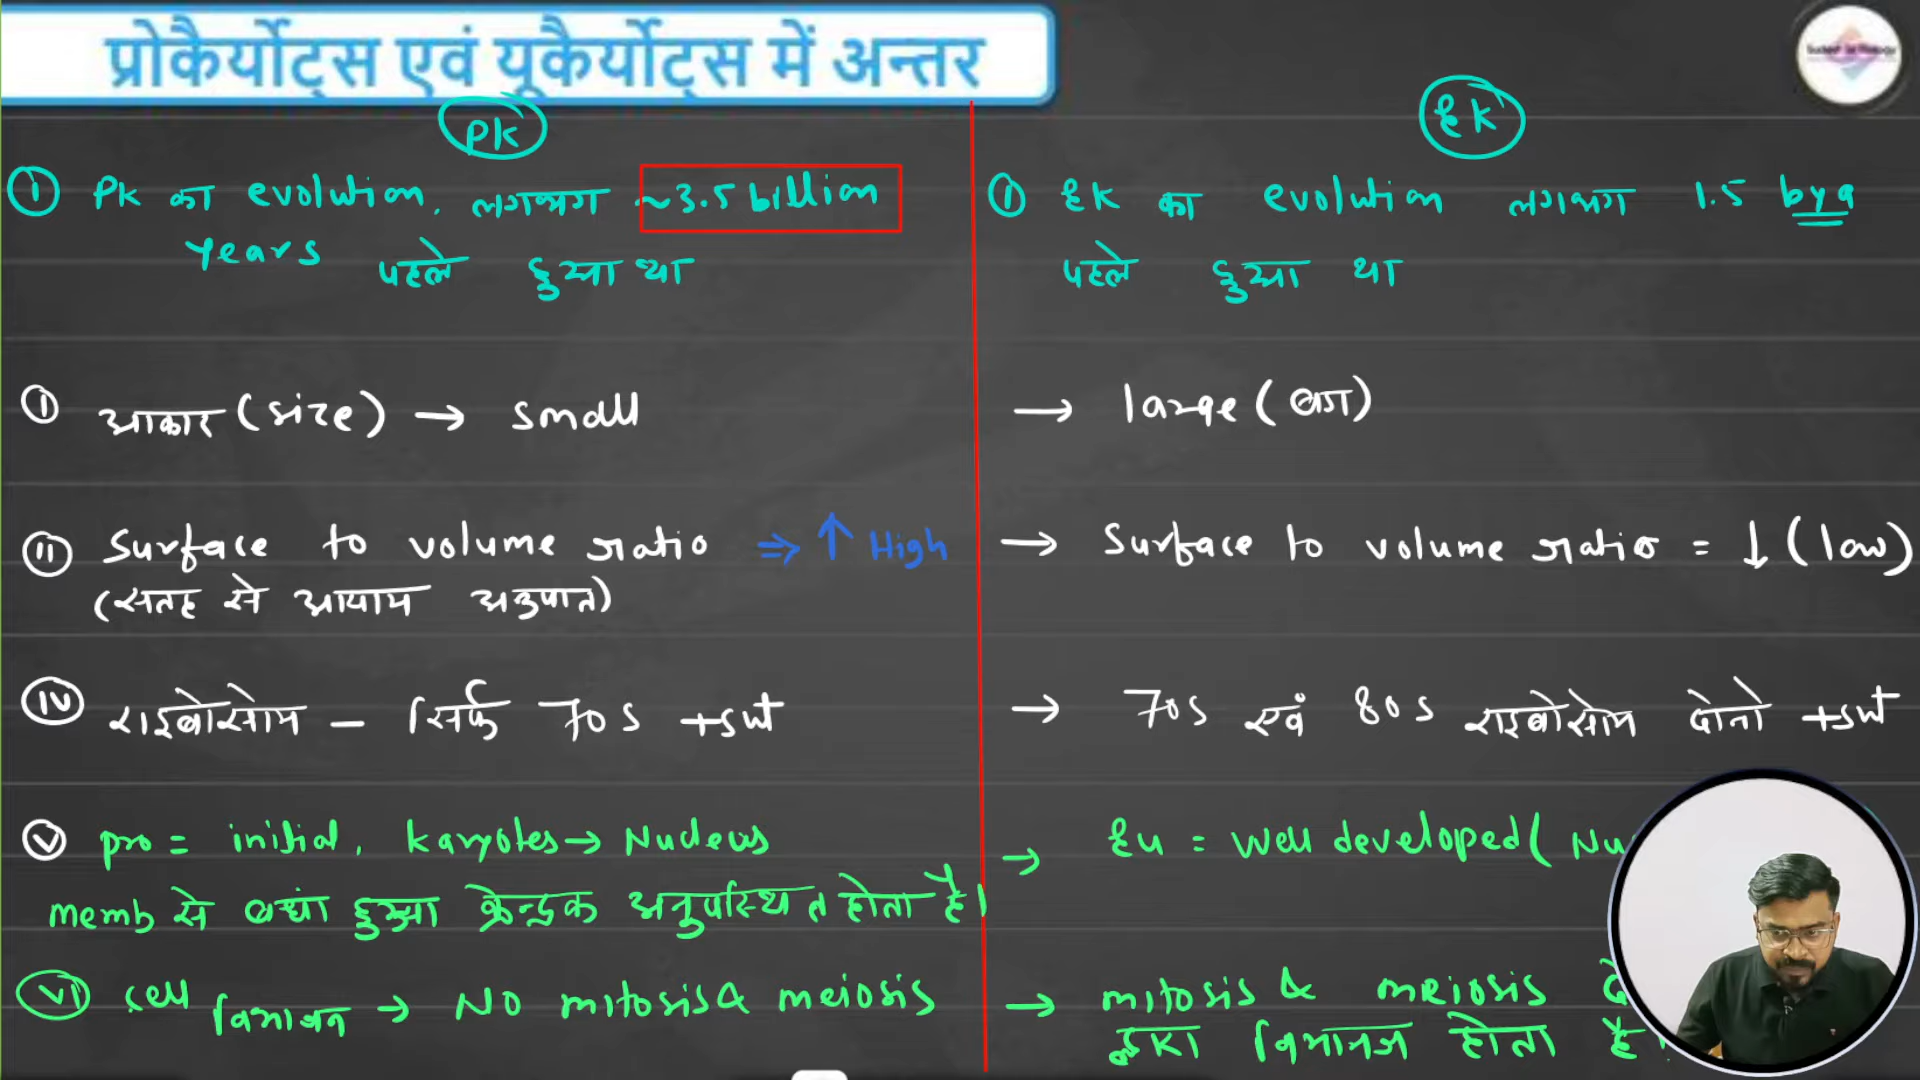 प्रोकैर्योट्स एवं यूकैर्योट्स में अन्तर
PK
① PK का evolution. लगभग ~3.5 billion
years पहले हुआ था
① आकार (size) → small
② Surface to volume ratio ⇒ ↑ High
(सतह से आयाम अनुपात)
ⅳ राइबोसोम – सिर्फ 70s +snt
ⅴ pro = initial, karyotes → Nucleus
memb से बंधा हुआ केन्द्रक अनुपस्थित होता है।
ⅵ cell विभाजन → NO mitosis & meiosis
EK
① EK का evolution लगभग 1.5 bya
पहले हुआ था
→ large (बड़ा)
→ Surface to volume ratio = ↓ (low)
→ 70s एवं 80s राइबोसोम दोनो +snt
→ Eu = Well developed ( Nu
→ mitosis & meiosis
विभाजन होता है।